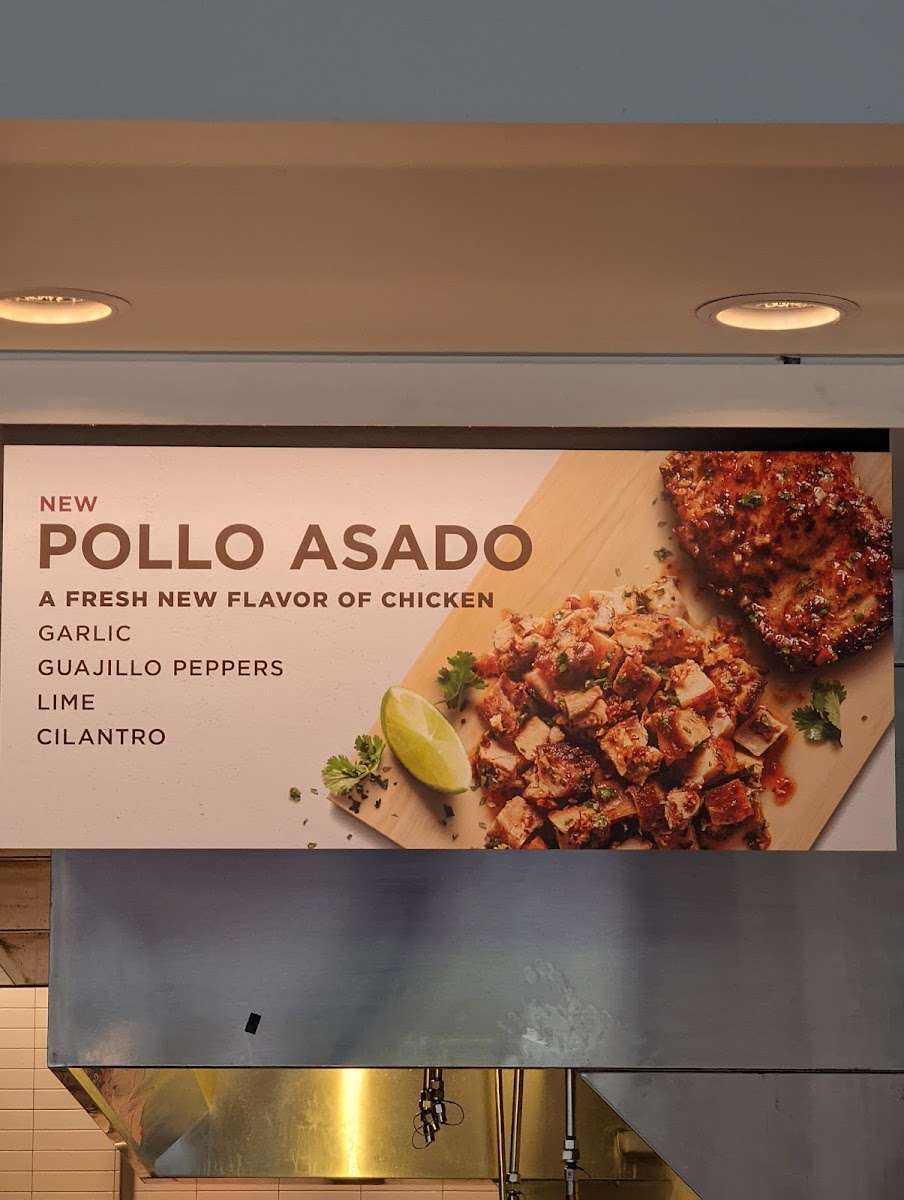 NEW
POLLO ASADO
A FRESH NEW FLAVOR OF CHICKEN
GARLIC
GUAJILLO PEPPERS
LIME
CILANTRO